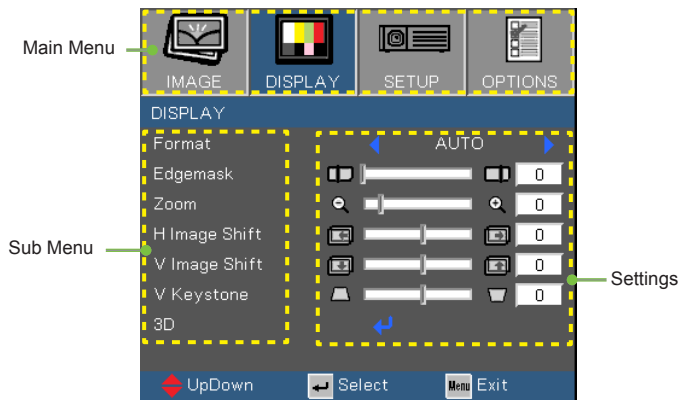 Main Menu
IMAGE DISPLAY SETUP OPTIONS
DISPLAY
Format AUTO
Edgemask 0
Zoom 0
H Image Shift 0
Sub Menu
V Image Shift 0
Settings
V Keystone 0
3D
UpDown Select Menu Exit